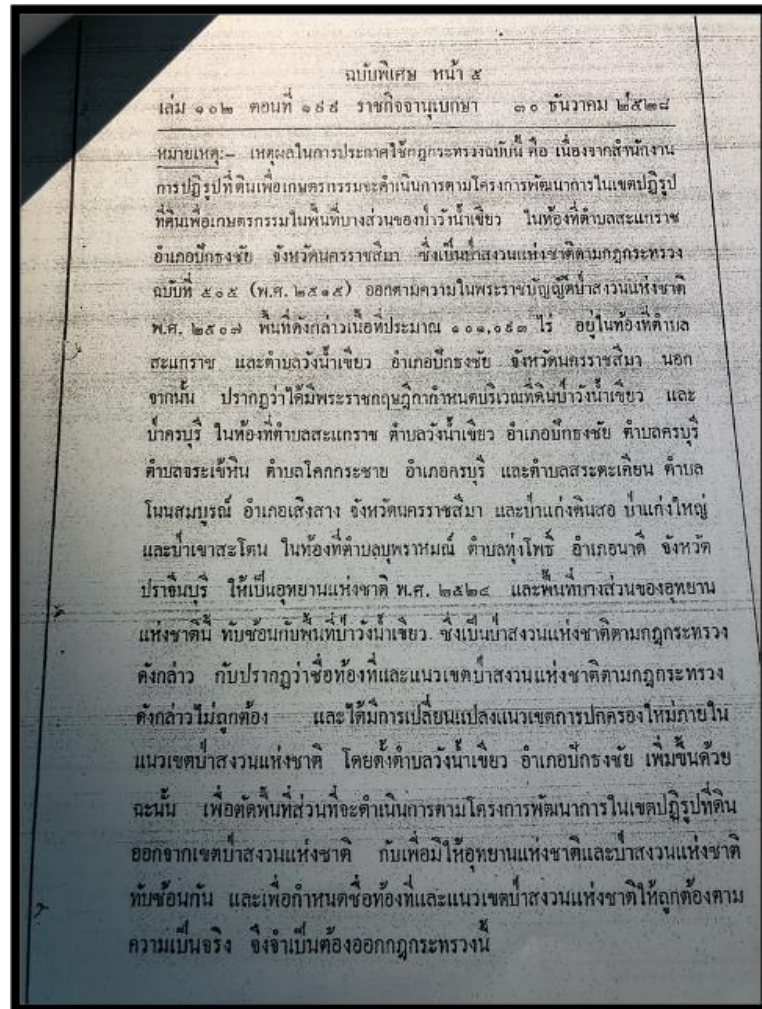 ฉบับพิเศษ หน้า ๕
เล่ม ๑๐๒ ตอนที่ ๑๙๙ ราชกิจจานุเบกษา ๓๐ ธันวาคม ๒๕๒๘
หมายเหตุ:– เหตุผลในการประกาศใช้กฎกระทรวงฉบับนี้ คือ เนื่องจากสำนักงาน
การปฏิรูปที่ดินเพื่อเกษตรกรรมจะดำเนินการตามโครงการพัฒนาการในเขตปฏิรูป
ที่ดินเพื่อเกษตรกรรมในพื้นที่บางส่วนของป่าวังน้ำเขียว ในท้องที่ตำบลสะแกราช
อำเภอปักธงชัย จังหวัดนครราชสีมา ซึ่งเป็นป่าสงวนแห่งชาติตามกฎกระทรวง
ฉบับที่ ๕๐๕ (พ.ศ. ๒๕๑๕) ออกตามความในพระราชบัญญัติป่าสงวนแห่งชาติ
พ.ศ. ๒๕๐๗ พื้นที่ดังกล่าวเนื้อที่ประมาณ ๑๐๑,๐๙๓ ไร่ อยู่ในท้องที่ตำบล
สะแกราช และตำบลวังน้ำเขียว อำเภอปักธงชัย จังหวัดนครราชสีมา นอก
จากนั้น ปรากฏว่าได้มีพระราชกฤษฎีกากำหนดบริเวณที่ดินป่าวังน้ำเขียว และ
ป่าครบุรี ในท้องที่ตำบลสะแกราช ตำบลวังน้ำเขียว อำเภอปักธงชัย ตำบลครบุรี
ตำบลจระเข้หิน ตำบลโคกกระชาย อำเภอครบุรี และตำบลสระตะเคียน ตำบล
โนนสมบูรณ์ อำเภอเสิงสาง จังหวัดนครราชสีมา และป่าแก่งดินสอ ป่าแก่งใหญ่
และป่าเขาสะโตน ในท้องที่ตำบลบุพราหมณ์ ตำบลทุ่งโพธิ์ อำเภอนาดี จังหวัด
ปราจีนบุรี ให้เป็นอุทยานแห่งชาติ พ.ศ. ๒๕๒๔ และพื้นที่บางส่วนของอุทยาน
แห่งชาตินี้ ทับซ้อนกับพื้นที่ป่าวังน้ำเขียว ซึ่งเป็นป่าสงวนแห่งชาติตามกฎกระทรวง
ดังกล่าว กับปรากฏว่าชื่อท้องที่และแนวเขตป่าสงวนแห่งชาติตามกฎกระทรวง
ดังกล่าวไม่ถูกต้อง และได้มีการเปลี่ยนแปลงแนวเขตการปกครองใหม่ภายใน
แนวเขตป่าสงวนแห่งชาติ โดยตั้งตำบลวังน้ำเขียว อำเภอปักธงชัย เพิ่มขึ้นด้วย
ฉะนั้น เพื่อตัดพื้นที่ส่วนที่จะดำเนินการตามโครงการพัฒนาการในเขตปฏิรูปที่ดิน
ออกจากเขตป่าสงวนแห่งชาติ กับเพื่อมิให้อุทยานแห่งชาติและป่าสงวนแห่งชาติ
ทับซ้อนกัน และเพื่อกำหนดชื่อท้องที่และแนวเขตป่าสงวนแห่งชาติให้ถูกต้องตาม
ความเป็นจริง จึงจำเป็นต้องออกกฎกระทรวงนี้